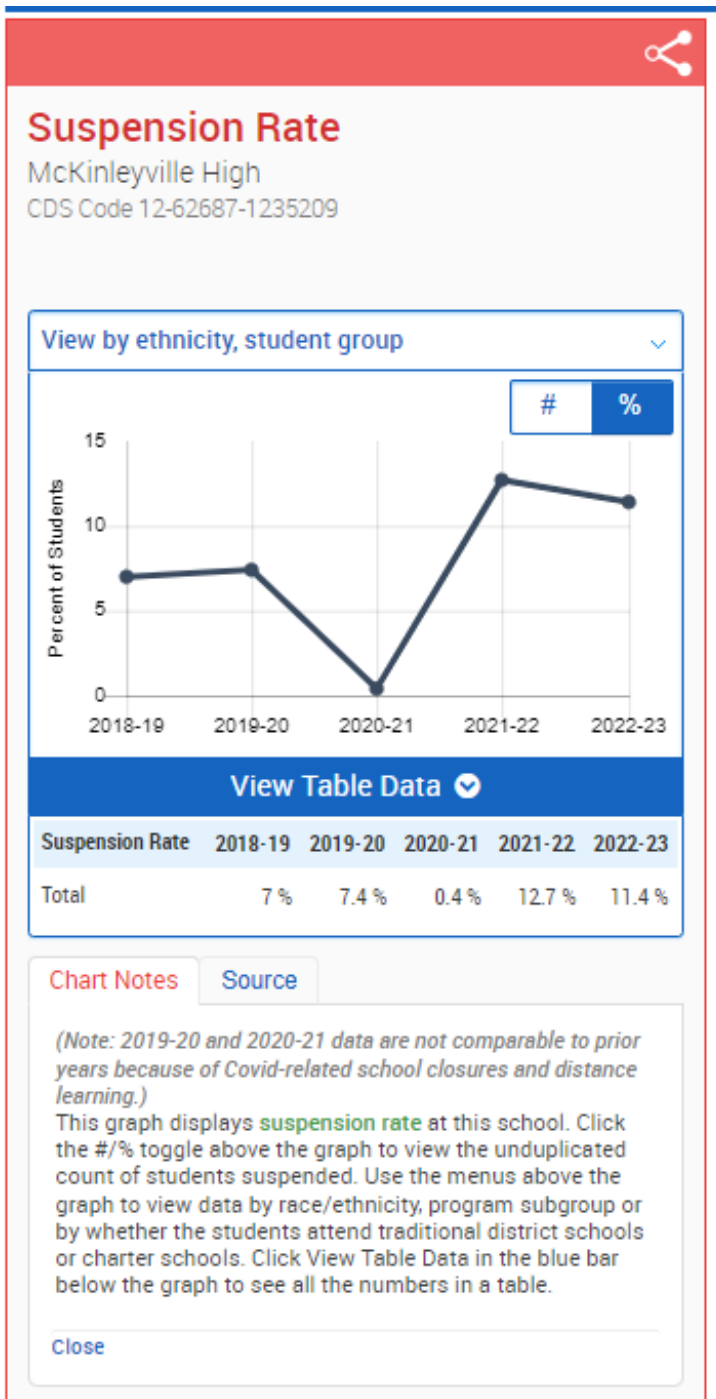 Suspension Rate
McKinleyville High
CDS Code 12-62687-1235209
View by ethnicity, student group
# %
Percent of Students
15
10
5
0
2018-19 2019-20 2020-21 2021-22 2022-23
View Table Data
Suspension Rate 2018-19 2019-20 2020-21 2021-22 2022-23
Total 7 % 7.4 % 0.4 % 12.7 % 11.4 %
Chart Notes Source
(Note: 2019-20 and 2020-21 data are not comparable to prior
years because of Covid-related school closures and distance
learning.)
This graph displays suspension rate at this school. Click
the #/% toggle above the graph to view the unduplicated
count of students suspended. Use the menus above the
graph to view data by race/ethnicity, program subgroup or
by whether the students attend traditional district schools
or charter schools. Click View Table Data in the blue bar
below the graph to see all the numbers in a table.
Close